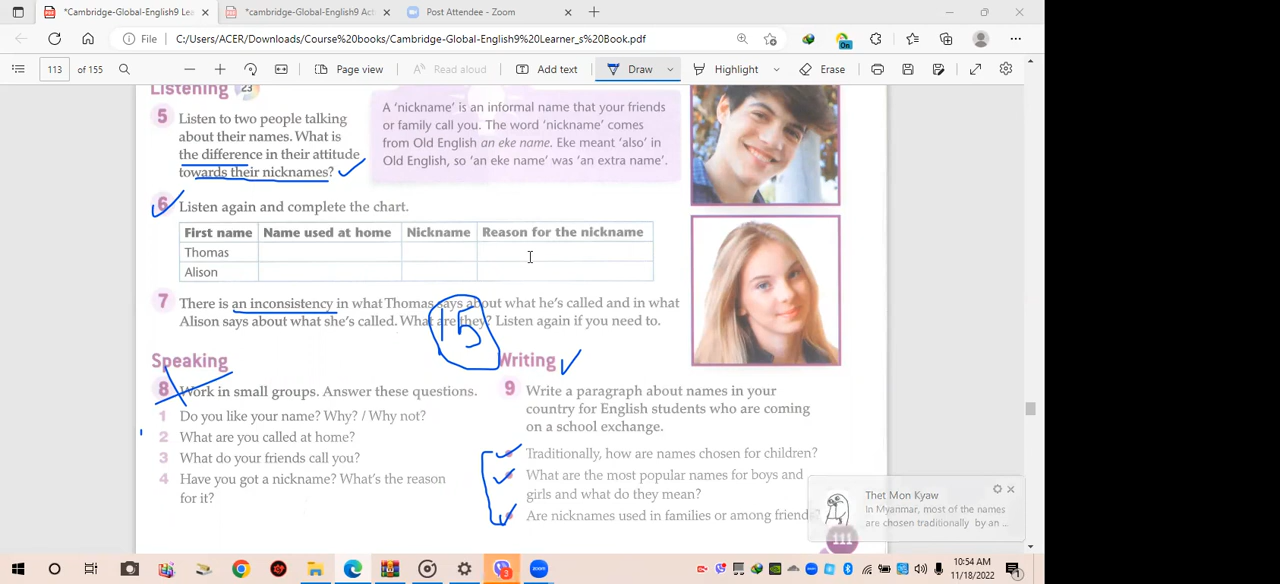 *Cambridge-Global-English9 Lea
*cambridge-Global-English9 Act
Post Attendee - Zoom
File
C:/Users/ACER/Downloads/Course%20books/Cambridge-Global-English9%20Learner_s%20Book.pdf
On
113 of 155
Page view
Read aloud
Add text
Draw
Highlight
Erase
Listening 23
5 Listen to two people talking
about their names. What is
the difference in their attitude
towards their nicknames?
A 'nickname' is an informal name that your friends
or family call you. The word 'nickname' comes
from Old English an eke name. Eke meant 'also' in
Old English, so 'an eke name' was 'an extra name'.
6 Listen again and complete the chart.
First name Name used at home Nickname Reason for the nickname
Thomas
Alison
7 There is an inconsistency in what Thomas says about what he's called and in what
Alison says about what she's called. What are they? Listen again if you need to.
15
Speaking
8 Work in small groups. Answer these questions.
1 Do you like your name? Why? / Why not?
2 What are you called at home?
3 What do your friends call you?
4 Have you got a nickname? What's the reason
for it?
Writing
9 Write a paragraph about names in your
country for English students who are coming
on a school exchange.
Traditionally, how are names chosen for children?
What are the most popular names for boys and
girls and what do they mean?
Are nicknames used in families or among friends?
111
Thet Mon Kyaw
In Myanmar, most of the names
are chosen traditionally by an ...
3
zoom
10:54 AM
11/18/2022
1